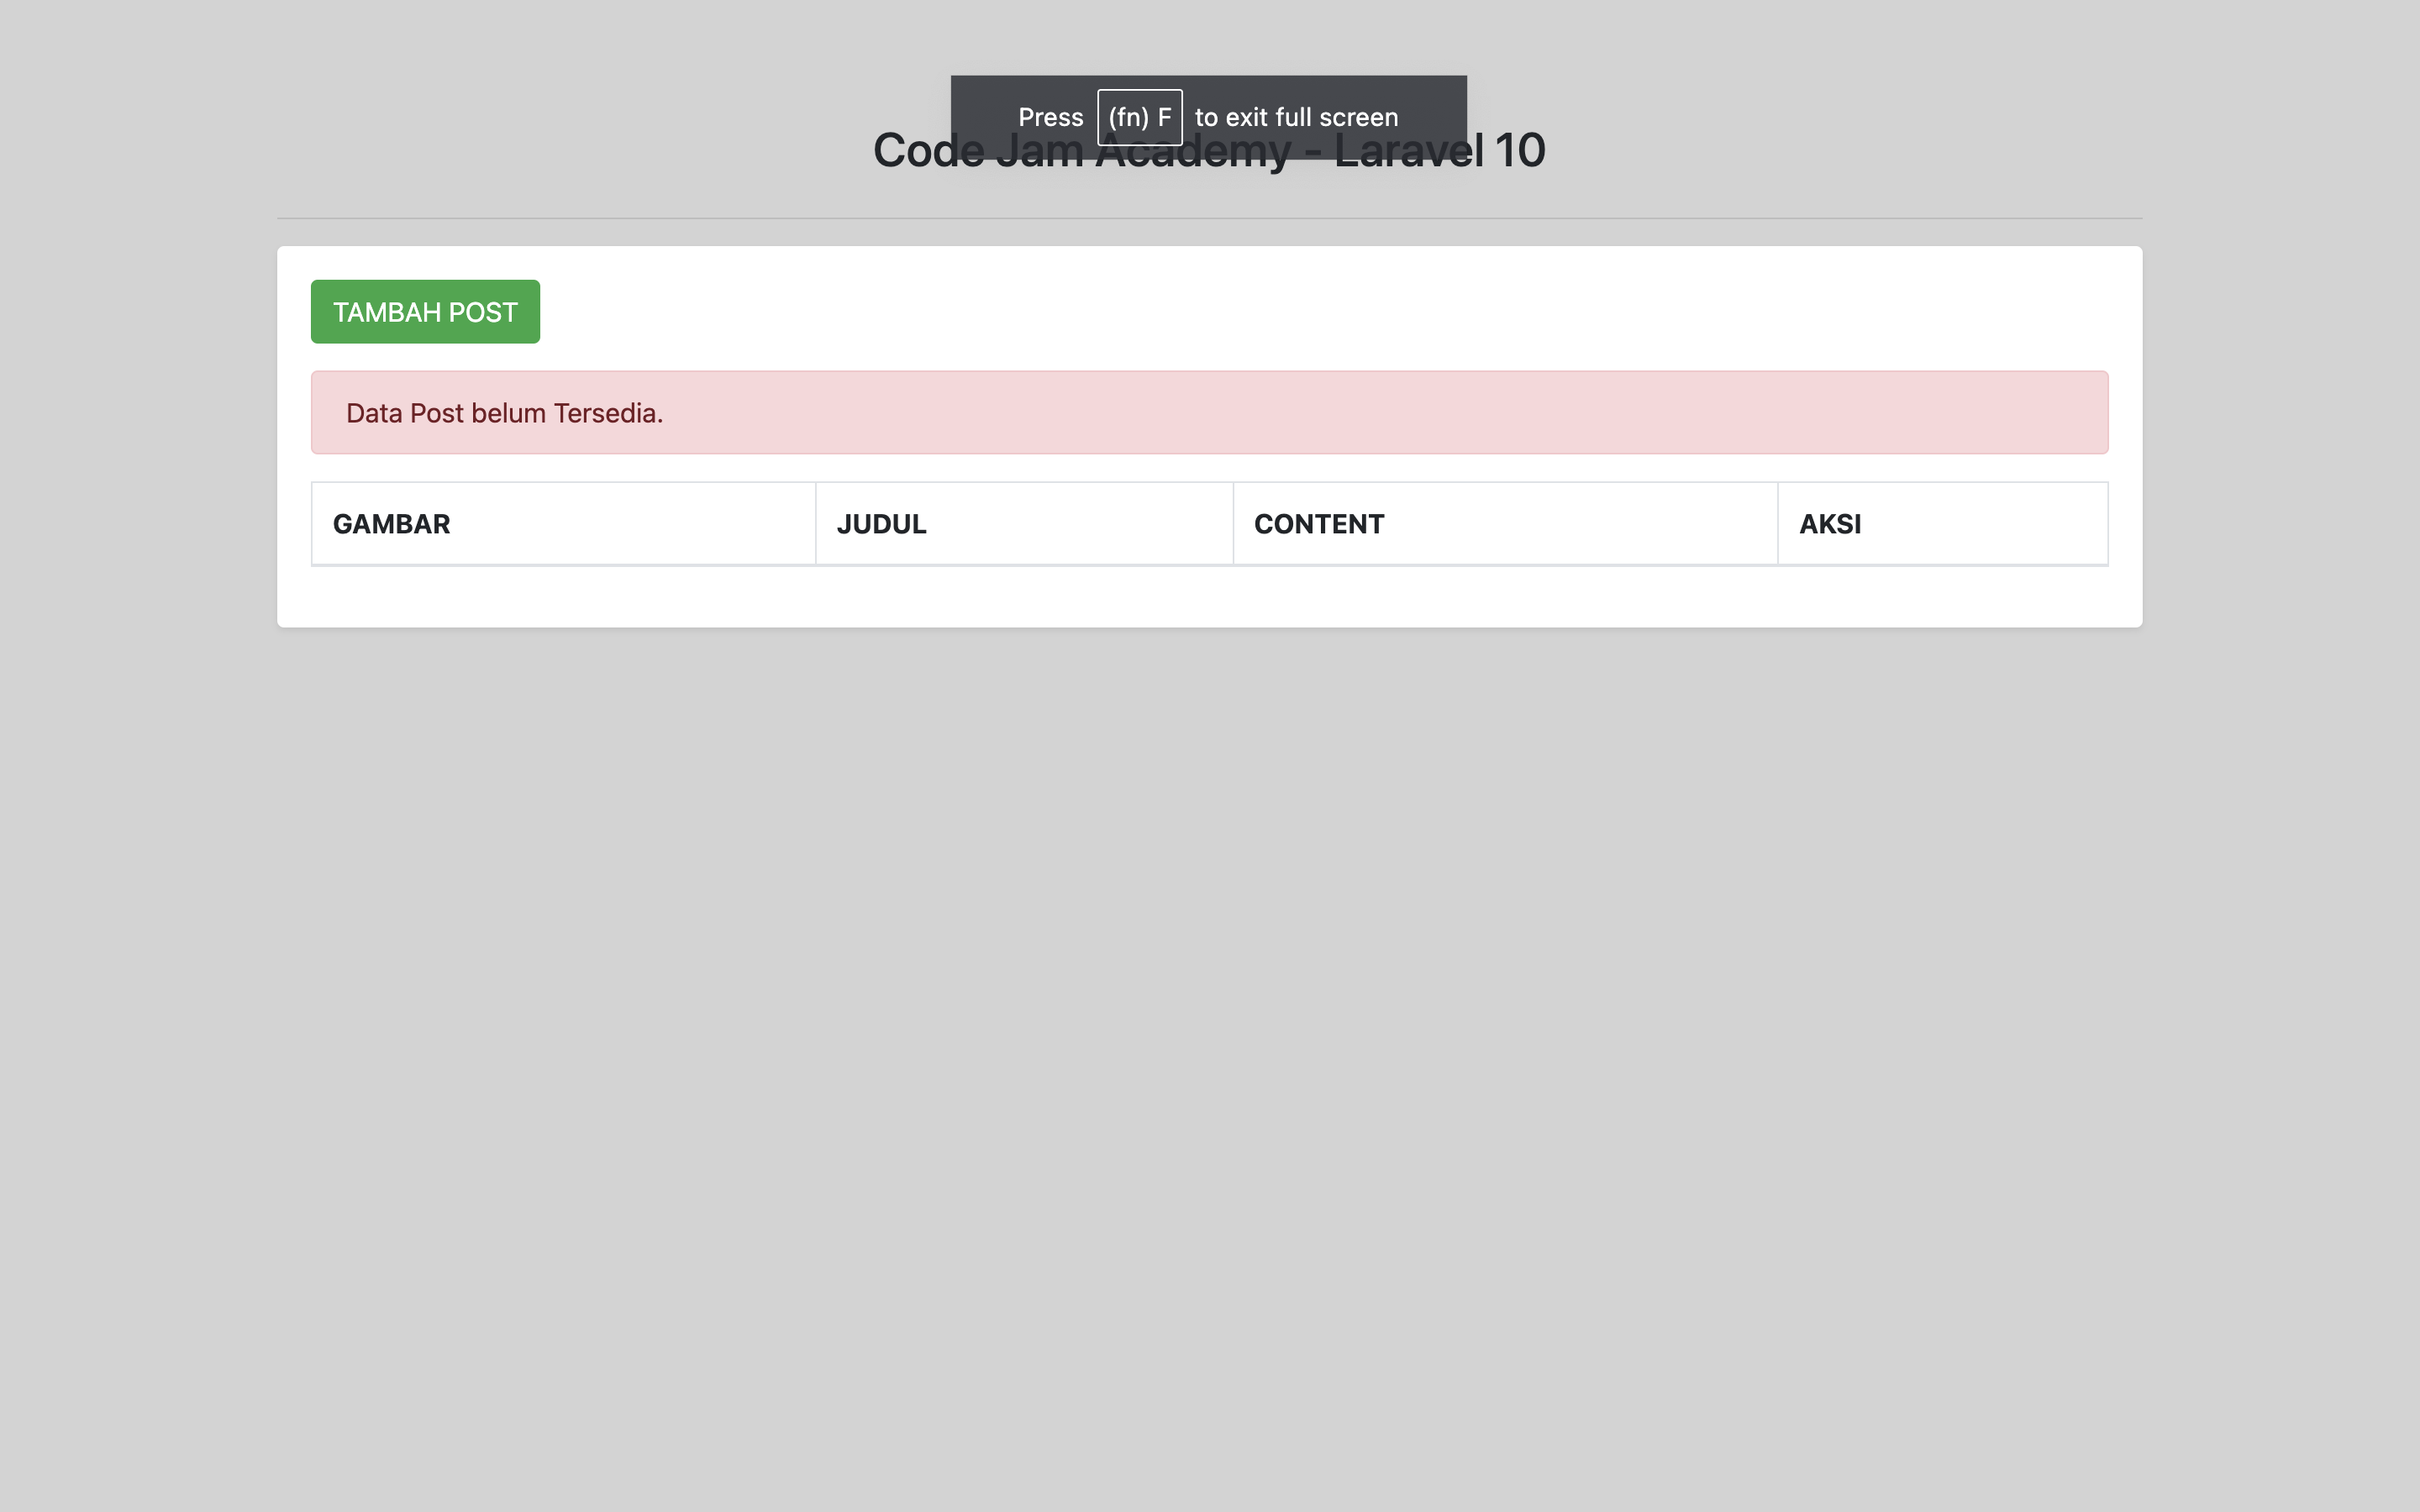 Press (fn) F to exit full screen
Code Jam Academy - Laravel 10
TAMBAH POST
Data Post belum Tersedia.
GAMBAR JUDUL CONTENT AKSI